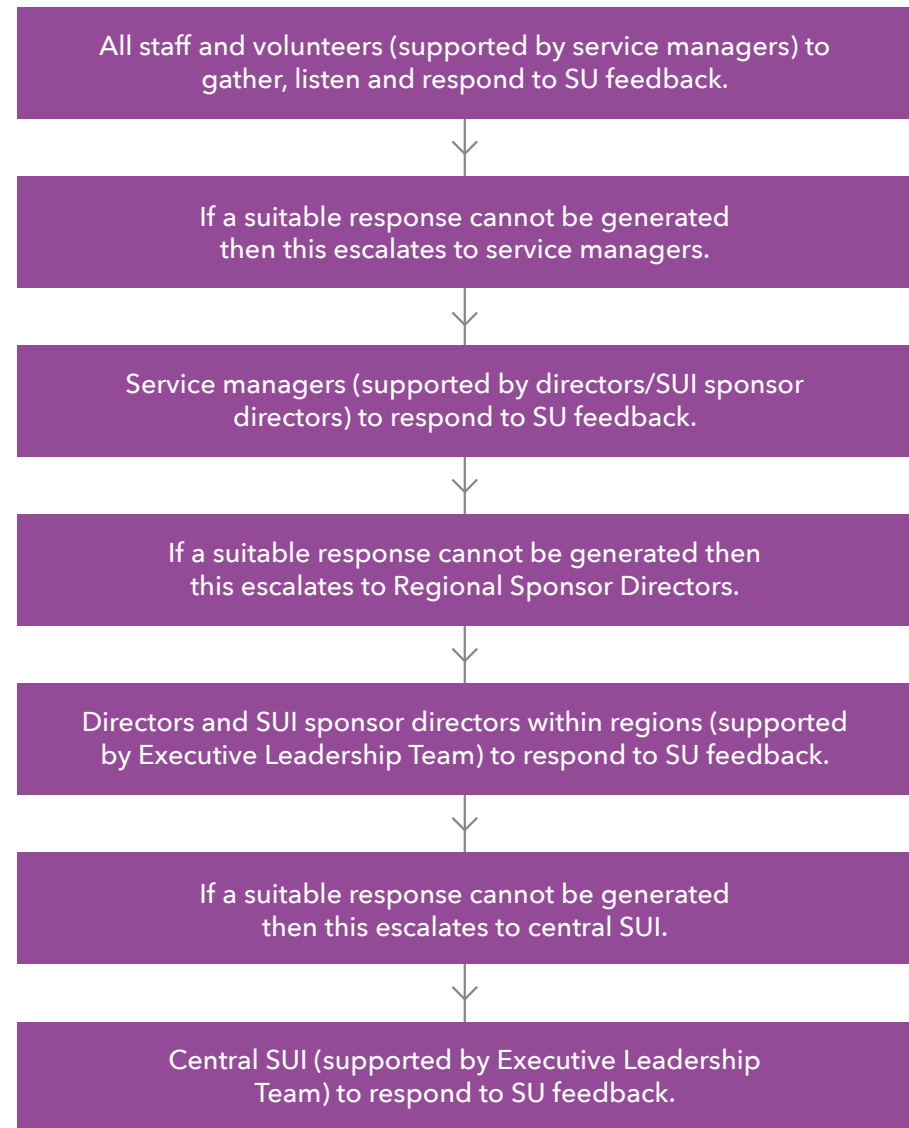 All staff and volunteers (supported by service managers) to
gather, listen and respond to SU feedback.
If a suitable response cannot be generated
then this escalates to service managers.
Service managers (supported by directors/SUI sponsor
directors) to respond to SU feedback.
If a suitable response cannot be generated then
this escalates to Regional Sponsor Directors.
Directors and SUI sponsor directors within regions (supported
by Executive Leadership Team) to respond to SU feedback.
If a suitable response cannot be generated
then this escalates to central SUI.
Central SUI (supported by Executive Leadership
Team) to respond to SU feedback.